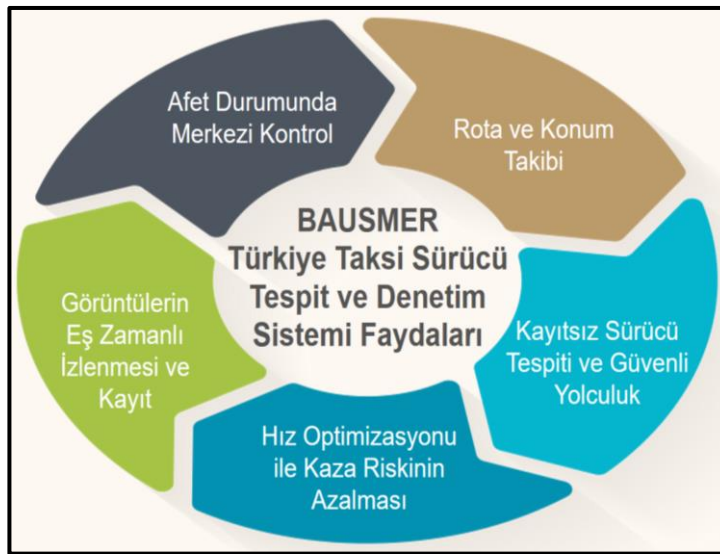 BAUSMER
Türkiye Taksi Sürücü
Tespit ve Denetim
Sistemi Faydaları
Afet Durumunda
Merkezi Kontrol
Rota ve Konum
Takibi
Kayıtsız Sürücü
Tespiti ve Güvenli
Yolculuk
Hız Optimizasyonu
ile Kaza Riskinin
Azalması
Görüntülerin
Eş Zamanlı
İzlenmesi ve
Kayıt